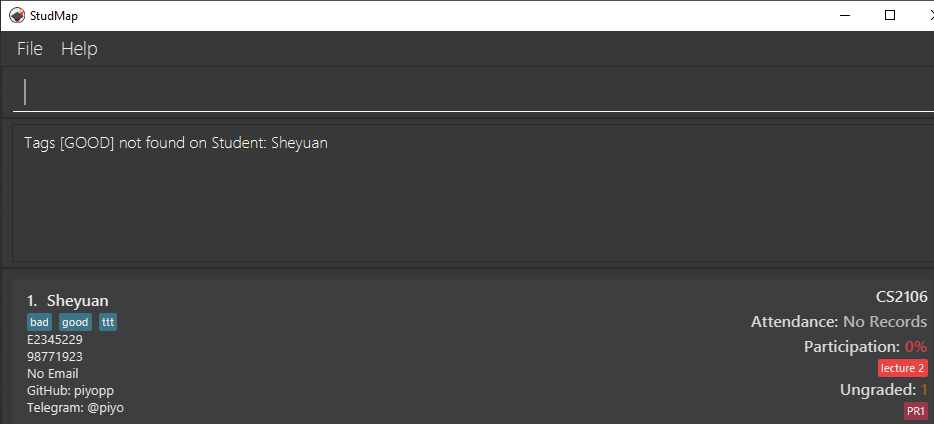 StudMap
File Help
Tags [GOOD] not found on Student: Sheyuan
1. Sheyuan
bad good ttt
E2345229
98771923
No Email
GitHub: piyopp
Telegram: @piyo
CS2106
Attendance: No Records
Participation: 0%
lecture 2
Ungraded: 1
PR1